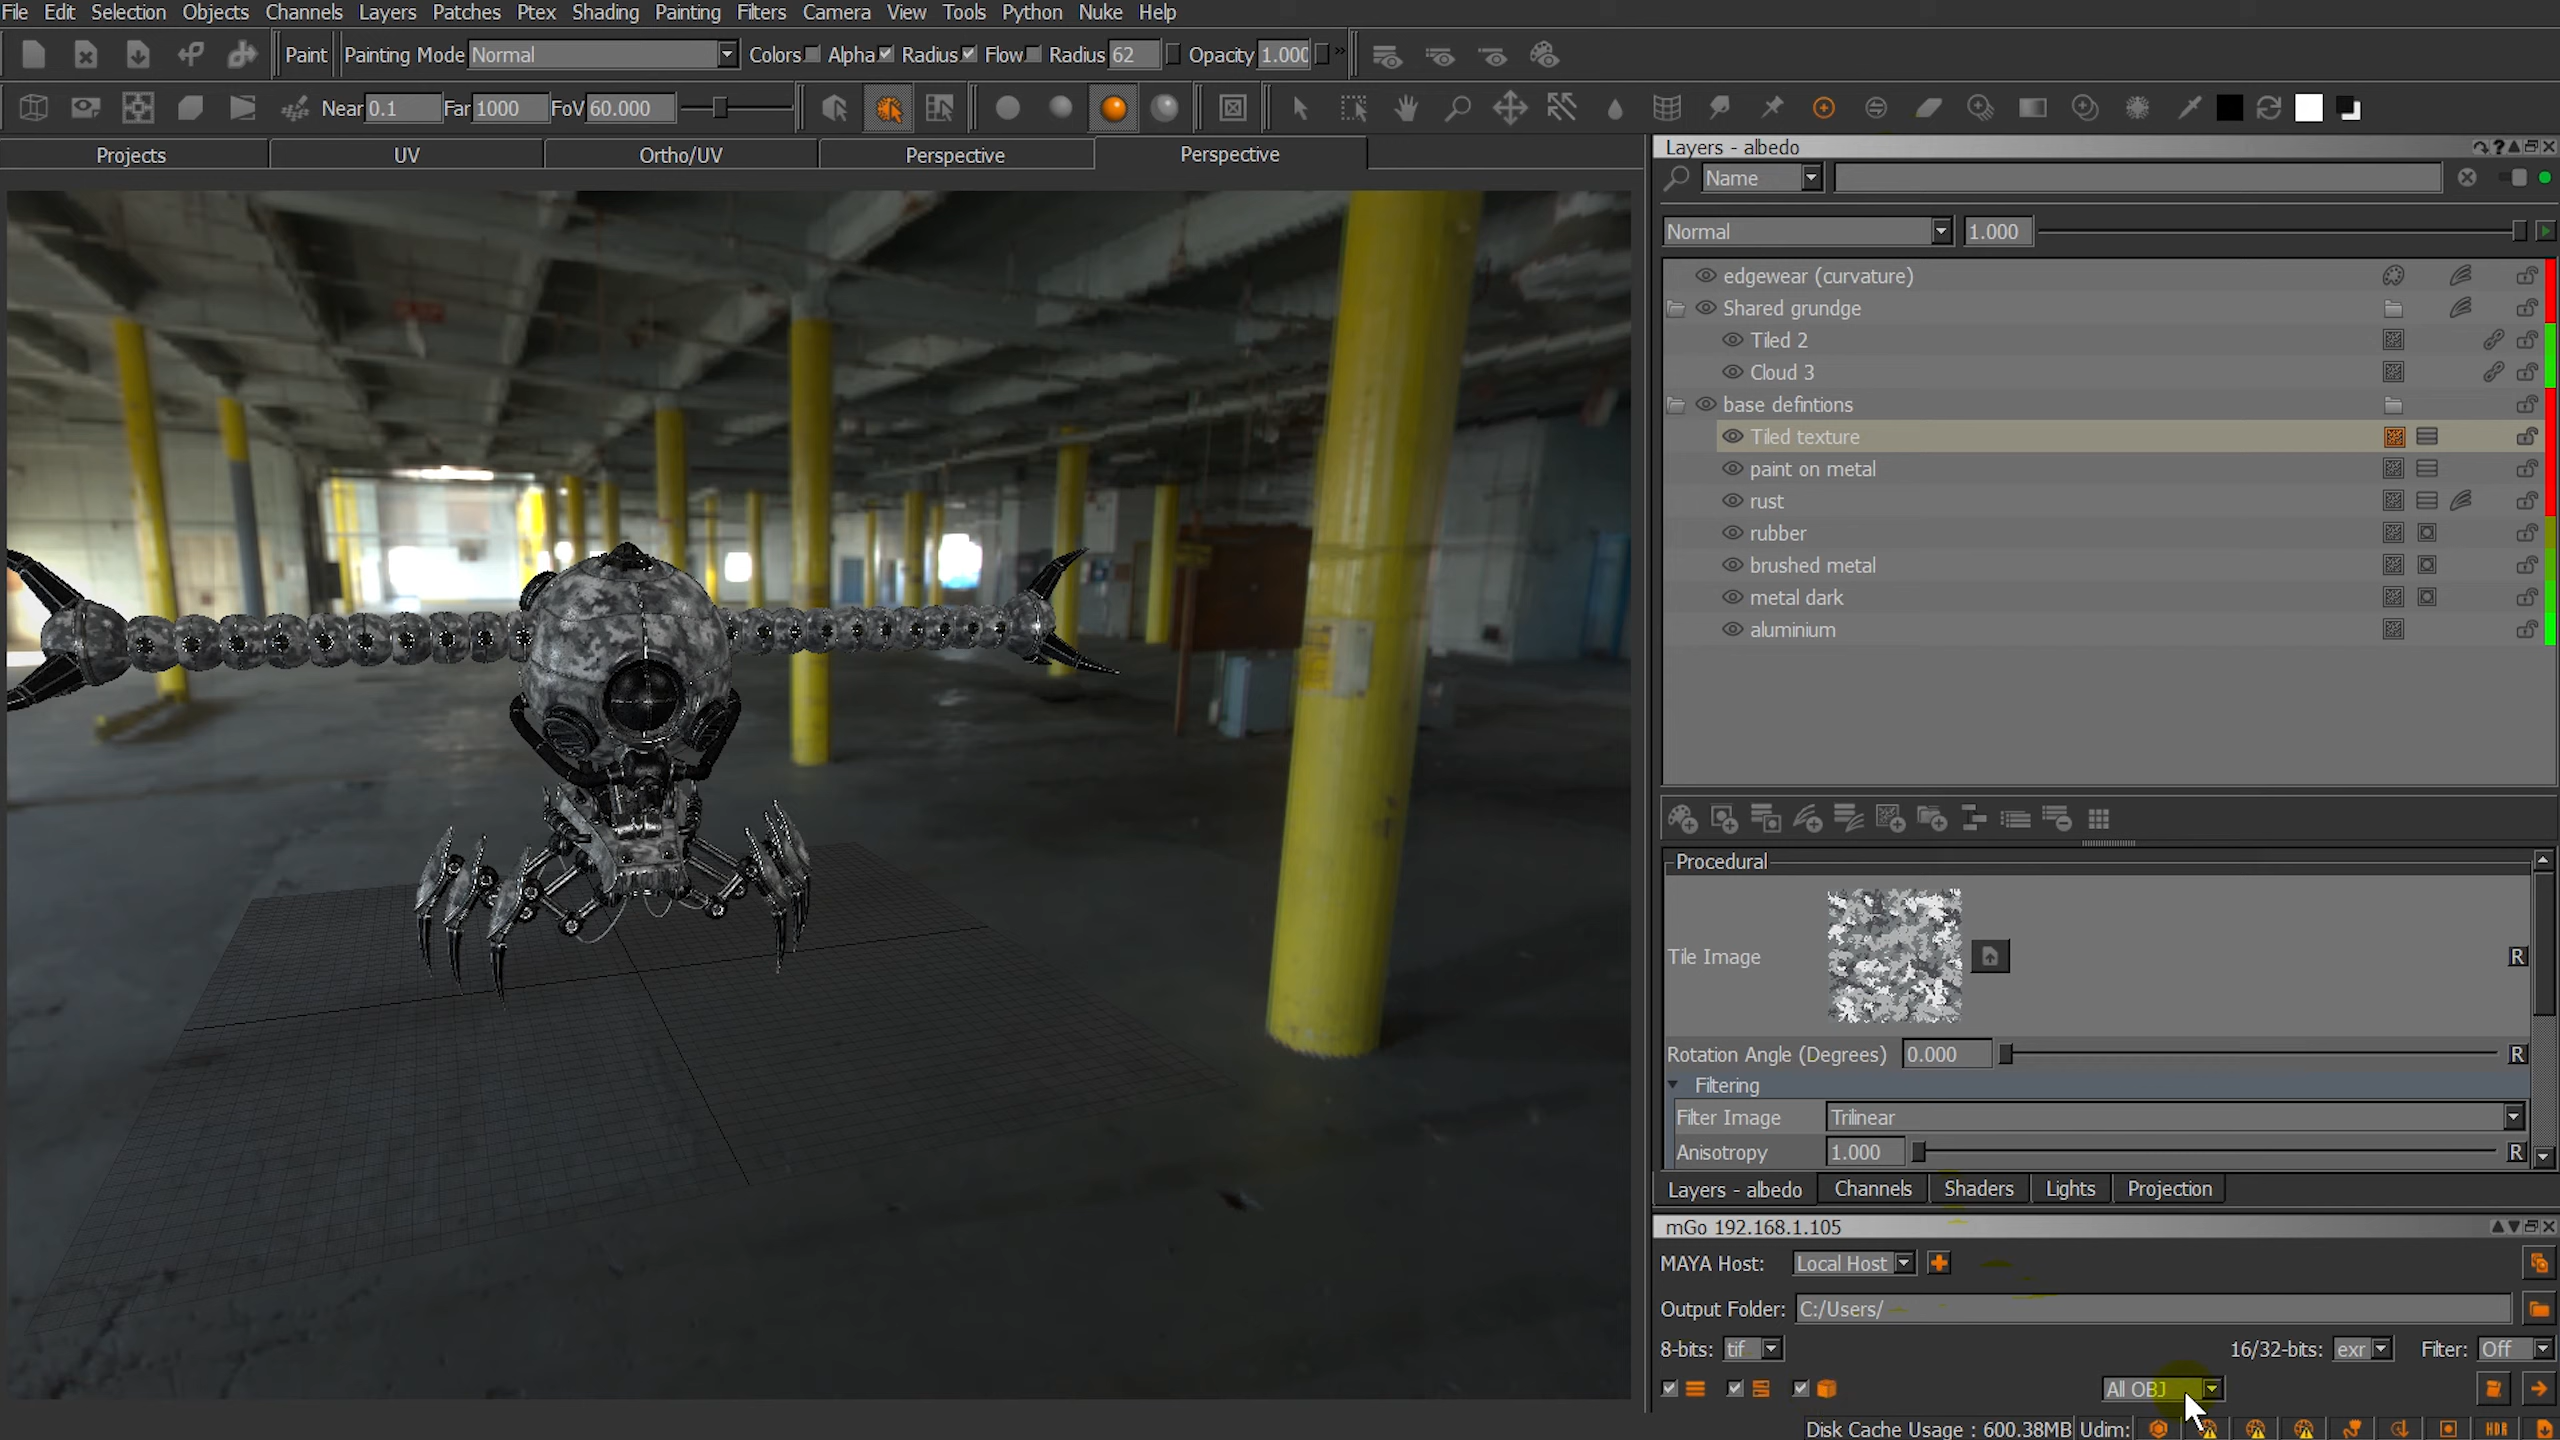 File Edit Selection Objects Channels Layers Patches Ptex Shading Painting Filters Camera View Tools Python Nuke Help
Paint Painting Mode Normal Colors Alpha Radius Flow Radius 62 Opacity 1.000 »
Near 0.1 Far 1000 FoV 60.000
Projects UV Ortho/UV Perspective Perspective
Layers - albedo
Name
Normal 1.000
edgewear (curvature)
Shared grundge
Tiled 2
Cloud 3
base defintions
Tiled texture
paint on metal
rust
rubber
brushed metal
metal dark
aluminium
Procedural
Tile Image R
Rotation Angle (Degrees) 0.000 R
Filtering
Filter Image Trilinear
Anisotropy 1.000 R
Layers - albedo Channels Shaders Lights Projection
mGo 192.168.1.105
MAYA Host: Local Host
Output Folder: C:/Users/
8-bits: tif 16/32-bits: exr Filter: Off
All OBJ
Disk Cache Usage : 600.38MB Udim: HDR